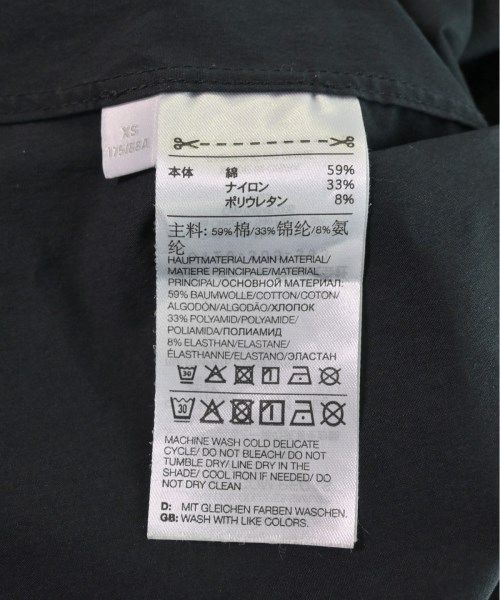 XS
175/88A
本体 綿 59%
ナイロン 33%
ポリウレタン 8%
主料: 59%棉/33%锦纶/8%氨
纶
HAUPTMATERIAL/MAIN MATERIAL/
MATIERE PRINCIPALE/MATERIAL
PRINCIPAL/ОСНОВНОЙ МАТЕРИАЛ.
59% BAUMWOLLE/COTTON/COTON/
ALGODÓN/ALGODÃO/ХЛОПОК
33% POLYAMID/POLYAMIDE/
POLIAMIDA/ПОЛИАМИД
8% ELASTHAN/ELASTANE/
ÉLASTHANNE/ELASTANO/ЭЛАСТАН
30
30
MACHINE WASH COLD DELICATE
CYCLE/ DO NOT BLEACH/ DO NOT
TUMBLE DRY/ LINE DRY IN THE
SHADE/ COOL IRON IF NEEDED/ DO
NOT DRY CLEAN
D: MIT GLEICHEN FARBEN WASCHEN.
GB: WASH WITH LIKE COLORS.